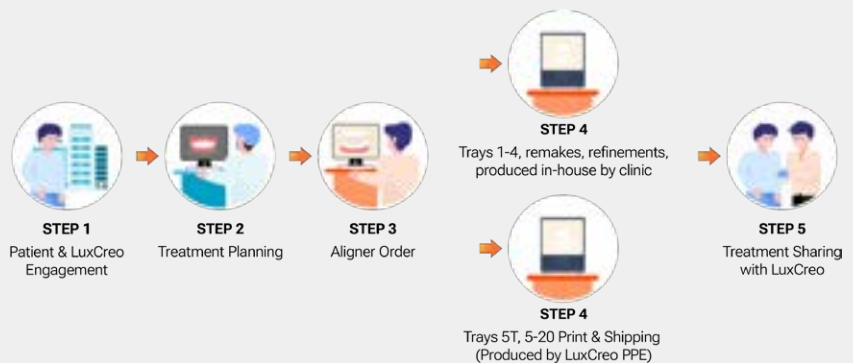 STEP 1
Patient & LuxCreo
Engagement
STEP 2
Treatment Planning
STEP 3
Aligner Order
STEP 4
Trays 1-4, remakes, refinements,
produced in-house by clinic
STEP 4
Trays 5T, 5-20 Print & Shipping
(Produced by LuxCreo PPE)
STEP 5
Treatment Sharing
with LuxCreo